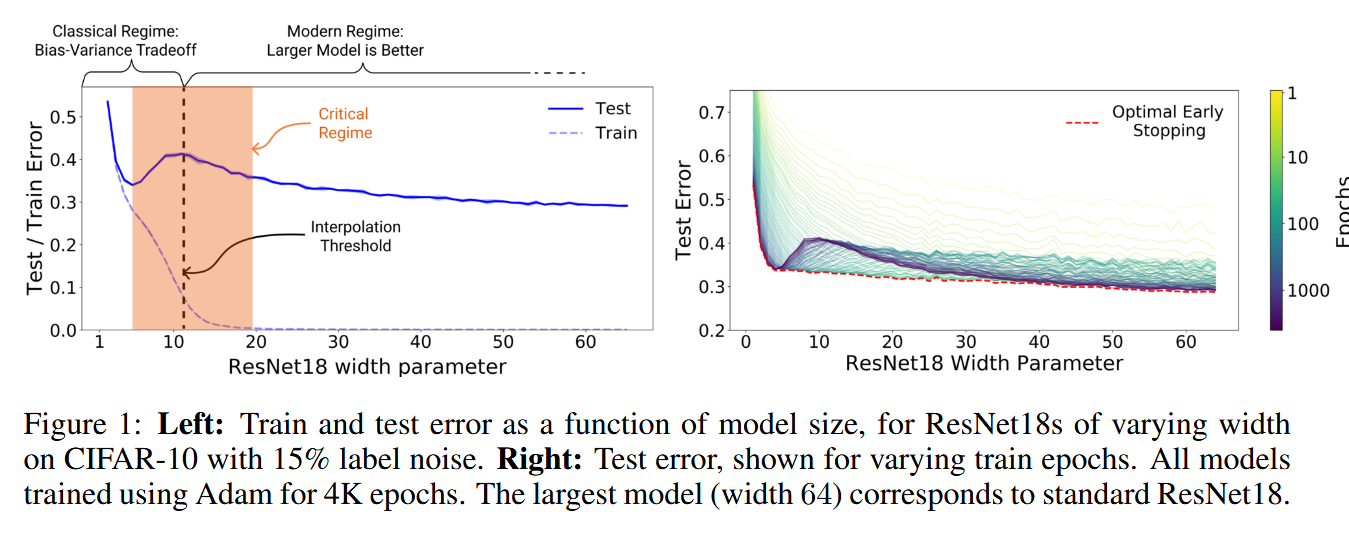 Classical Regime:
Bias-Variance Tradeoff
Modern Regime:
Larger Model is Better
Critical
Regime
Test
Train
Interpolation
Threshold
Test / Train Error
0.5
0.4
0.3
0.2
0.1
0.0
1
10
20
30
40
50
60
ResNet18 width parameter
Optimal Early
Stopping
Test Error
0.7
0.6
0.5
0.4
0.3
0.2
0
10
20
30
40
50
60
ResNet18 Width Parameter
1
10
100
1000
Epochs
Figure 1: Left: Train and test error as a function of model size, for ResNet18s of varying width
on CIFAR-10 with 15% label noise. Right: Test error, shown for varying train epochs. All models
trained using Adam for 4K epochs. The largest model (width 64) corresponds to standard ResNet18.